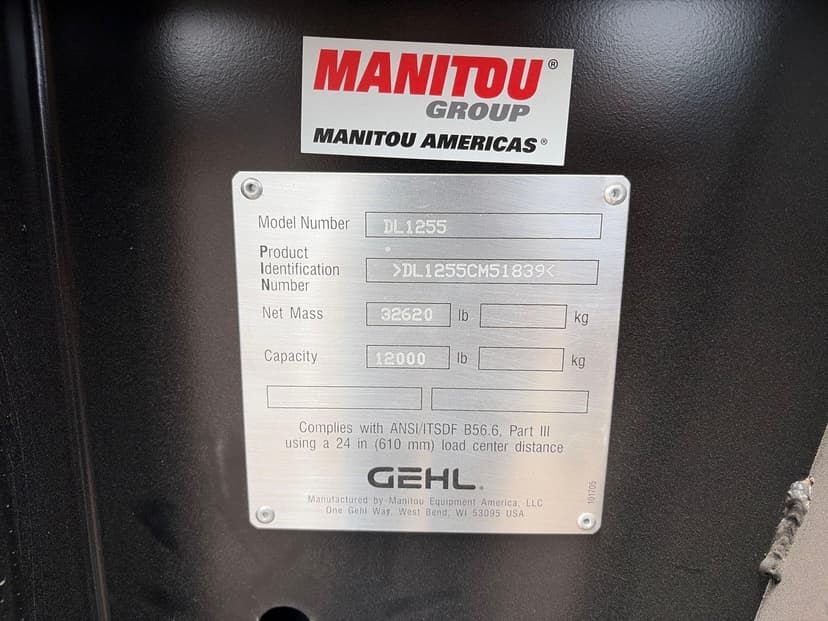 MANITOU®
GROUP
MANITOU AMERICAS®
Model Number DL1255
Product
Identification >DL1255CM51839<
Number
Net Mass 32620 lb kg
Capacity 12000 lb kg
Complies with ANSI/ITSDF B56.6, Part III
using a 24 in (610 mm) load center distance
GEHL.
Manufactured by Manitou Equipment America, LLC
One Gehl Way, West Bend, WI 53095 USA
101705